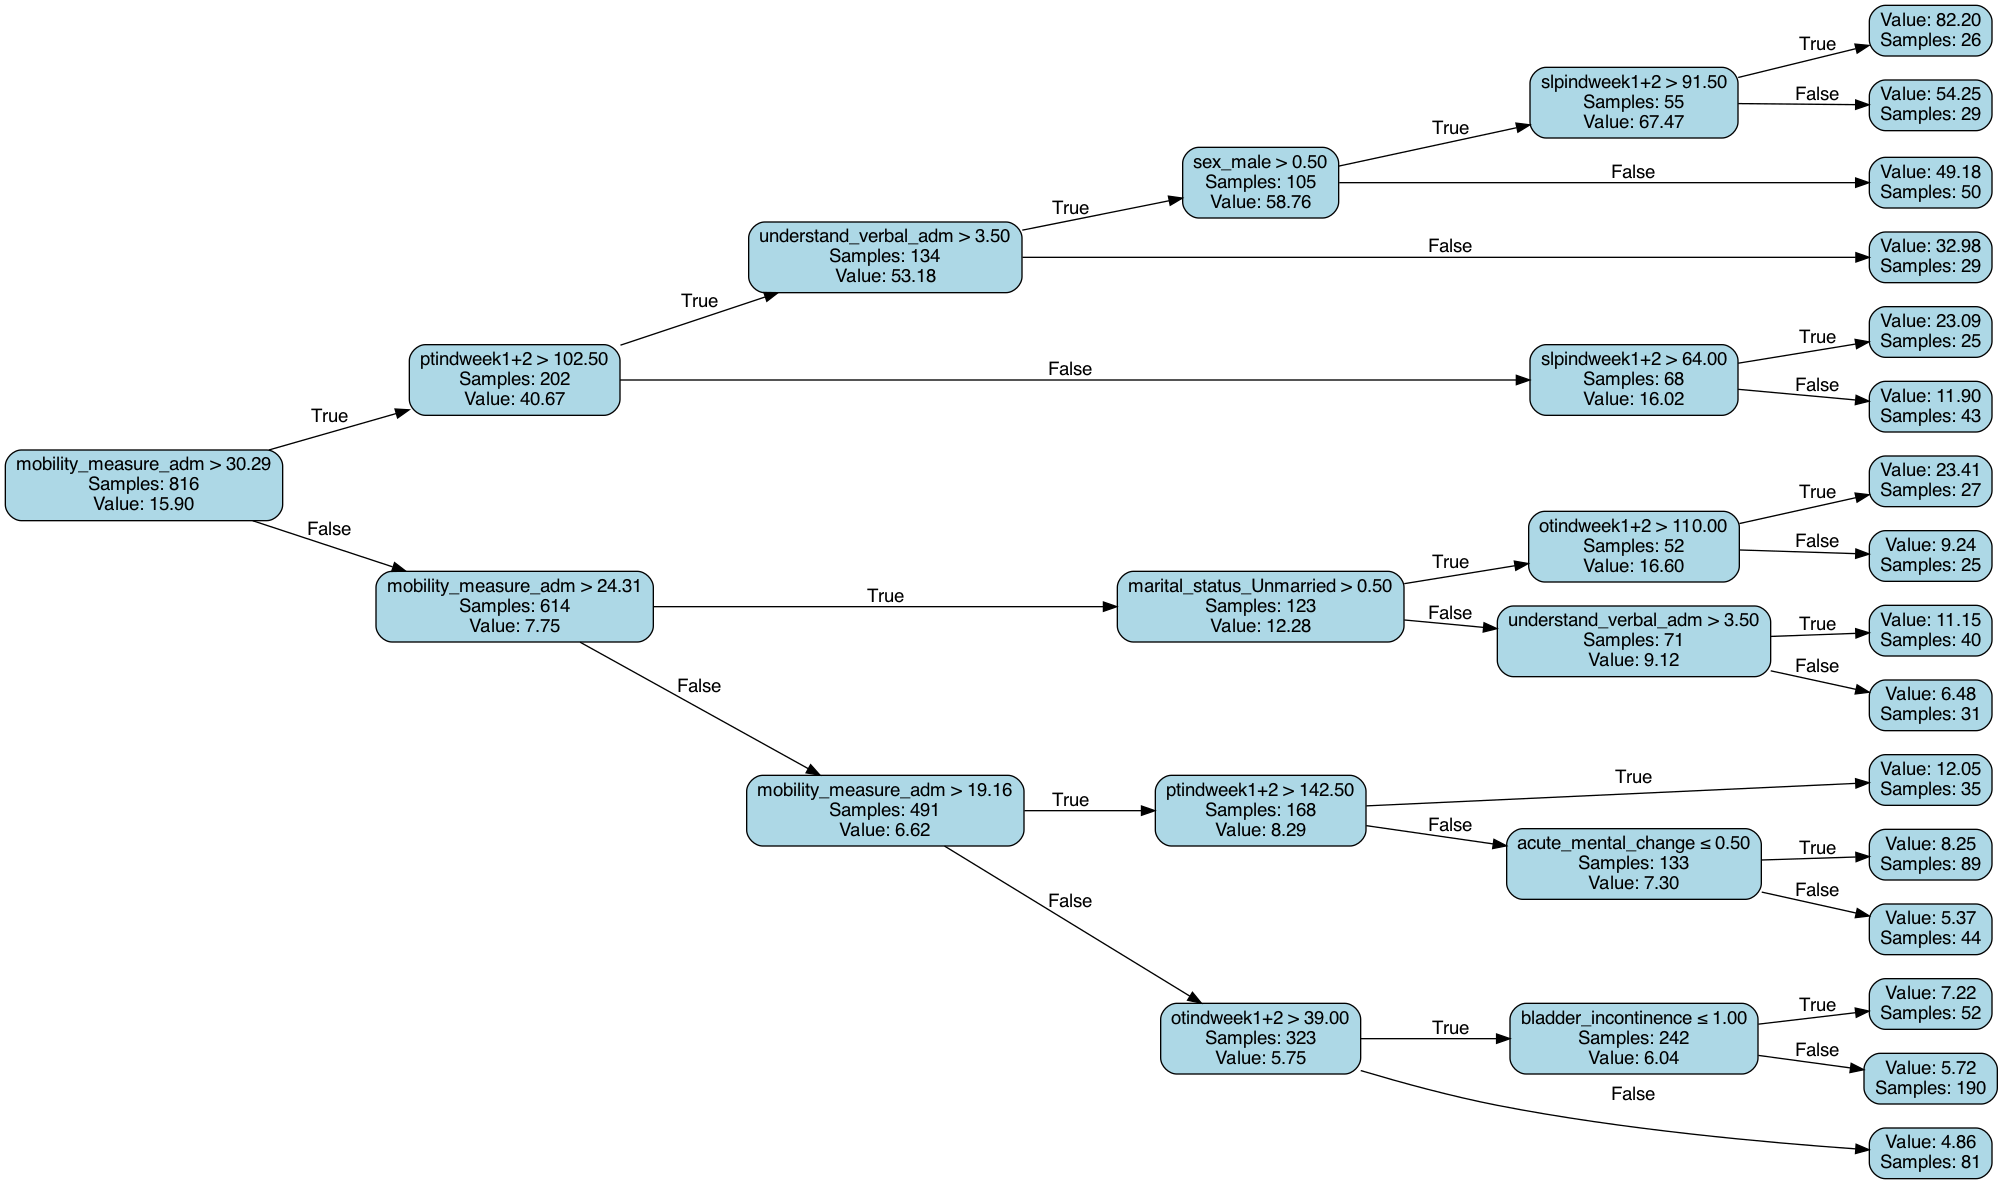 Value: 82.20
Samples: 26
True
slpindweek1+2 > 91.50
Samples: 55
Value: 67.47
False
Value: 54.25
Samples: 29
True
sex_male > 0.50
Samples: 105
Value: 58.76
False
Value: 49.18
Samples: 50
True
understand_verbal_adm > 3.50
Samples: 134
Value: 53.18
False
Value: 32.98
Samples: 29
True
ptindweek1+2 > 102.50
Samples: 202
Value: 40.67
False
slpindweek1+2 > 64.00
Samples: 68
Value: 16.02
True
Value: 23.09
Samples: 25
False
Value: 11.90
Samples: 43
True
mobility_measure_adm > 30.29
Samples: 816
Value: 15.90
False
mobility_measure_adm > 24.31
Samples: 614
Value: 7.75
True
marital_status_Unmarried > 0.50
Samples: 123
Value: 12.28
True
otindweek1+2 > 110.00
Samples: 52
Value: 16.60
True
Value: 23.41
Samples: 27
False
Value: 9.24
Samples: 25
False
understand_verbal_adm > 3.50
Samples: 71
Value: 9.12
True
Value: 11.15
Samples: 40
False
Value: 6.48
Samples: 31
False
mobility_measure_adm > 19.16
Samples: 491
Value: 6.62
True
ptindweek1+2 > 142.50
Samples: 168
Value: 8.29
True
Value: 12.05
Samples: 35
False
acute_mental_change ≤ 0.50
Samples: 133
Value: 7.30
True
Value: 8.25
Samples: 89
False
Value: 5.37
Samples: 44
False
otindweek1+2 > 39.00
Samples: 323
Value: 5.75
True
bladder_incontinence ≤ 1.00
Samples: 242
Value: 6.04
True
Value: 7.22
Samples: 52
False
Value: 5.72
Samples: 190
False
Value: 4.86
Samples: 81